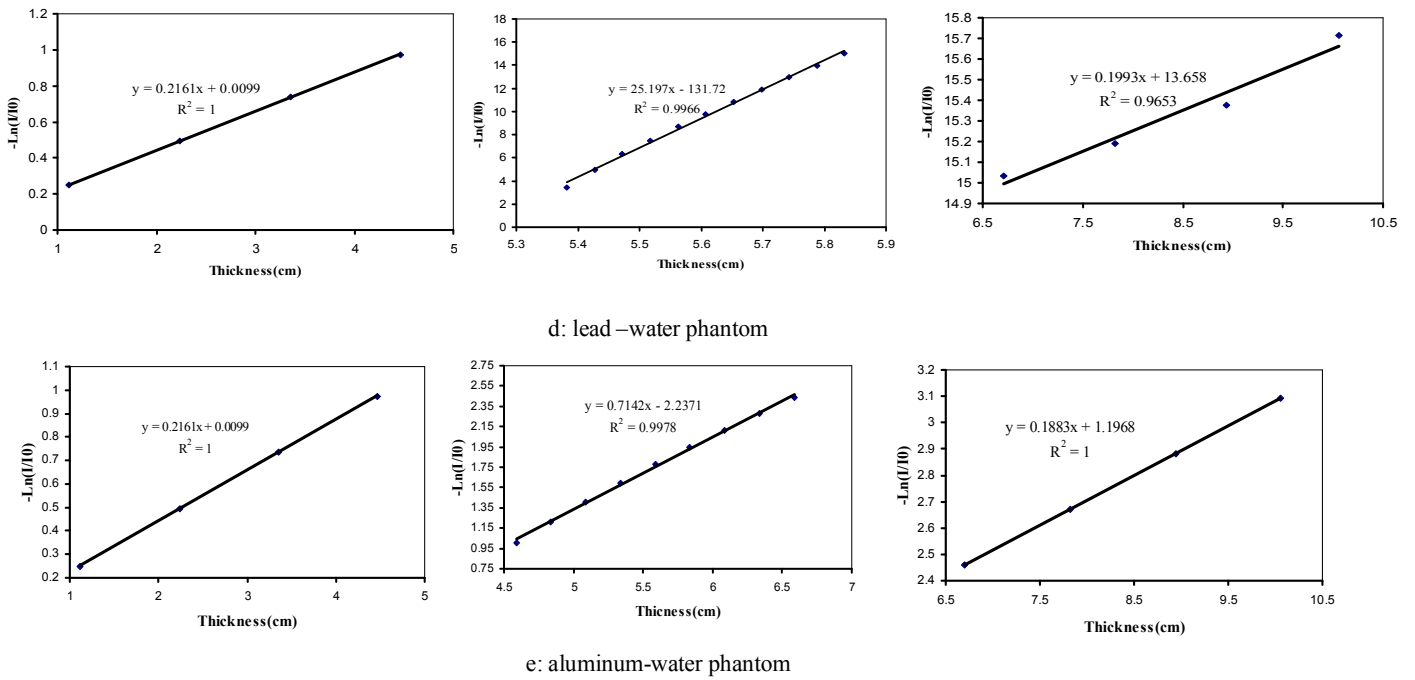 1.2
1
0.8
0.6
0.4
0.2
0
-Ln(I/I0)
y = 0.2161x + 0.0099
R² = 1
1 2 3 4 5
Thickness(cm)
18
16
14
12
10
8
6
4
2
0
-Ln(I/I0)
y = 25.197x - 131.72
R² = 0.9966
5.3 5.4 5.5 5.6 5.7 5.8 5.9
Thickness(cm)
15.8
15.7
15.6
15.5
15.4
15.3
15.2
15.1
15
14.9
-Ln(I/I0)
y = 0.1993x + 13.658
R² = 0.9653
6.5 7.5 8.5 9.5 10.5
Thickness(cm)
d: lead –water phantom
1.1
1
0.9
0.8
0.7
0.6
0.5
0.4
0.3
0.2
-Ln(I/I0)
y = 0.2161x + 0.0099
R² = 1
1 2 3 4 5
Thickness(cm)
2.75
2.55
2.35
2.15
1.95
1.75
1.55
1.35
1.15
0.95
0.75
-Ln(I/I0)
y = 0.7142x - 2.2371
R² = 0.9978
4.5 5 5.5 6 6.5 7
Thicness(cm)
3.2
3.1
3
2.9
2.8
2.7
2.6
2.5
2.4
-Ln(I/I0)
y = 0.1883x + 1.1968
R² = 1
6.5 7.5 8.5 9.5 10.5
Thickness(cm)
e: aluminum-water phantom